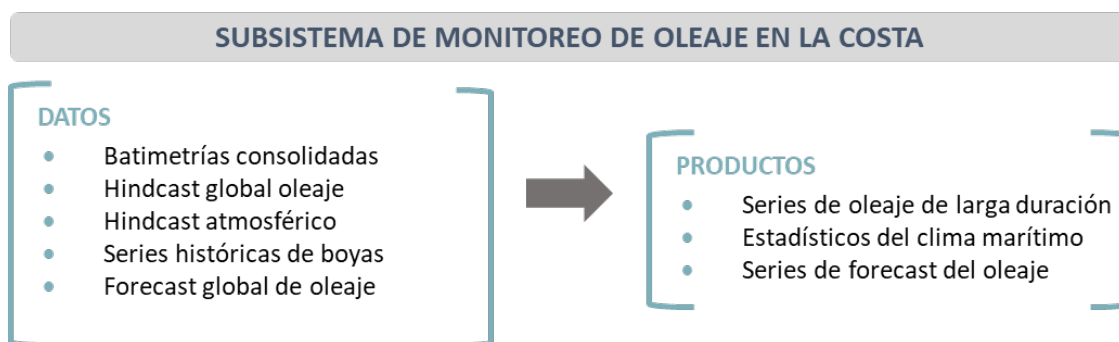 SUBSISTEMA DE MONITOREO DE OLEAJE EN LA COSTA
DATOS
• Batimetrías consolidadas
• Hindcast global oleaje
• Hindcast atmosférico
• Series históricas de boyas
• Forecast global de oleaje
PRODUCTOS
• Series de oleaje de larga duración
• Estadísticos del clima marítimo
• Series de forecast del oleaje